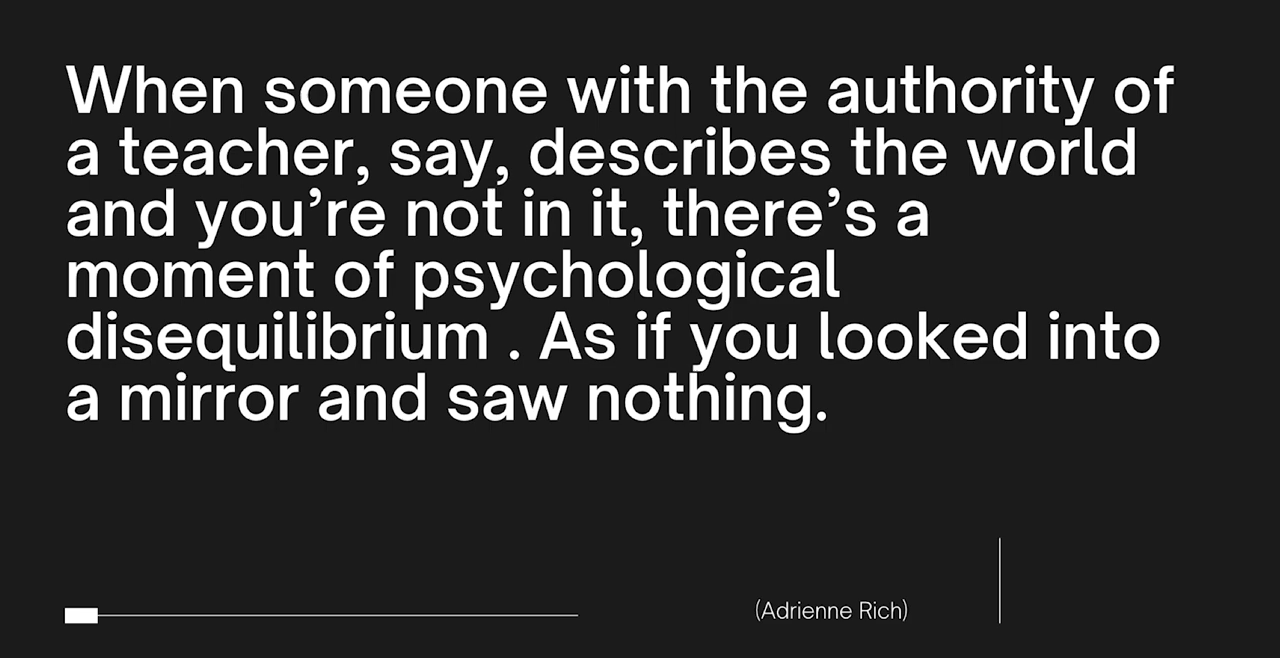 When someone with the authority of
a teacher, say, describes the world
and you’re not in it, there’s a
moment of psychological
disequilibrium . As if you looked into
a mirror and saw nothing.
(Adrienne Rich)